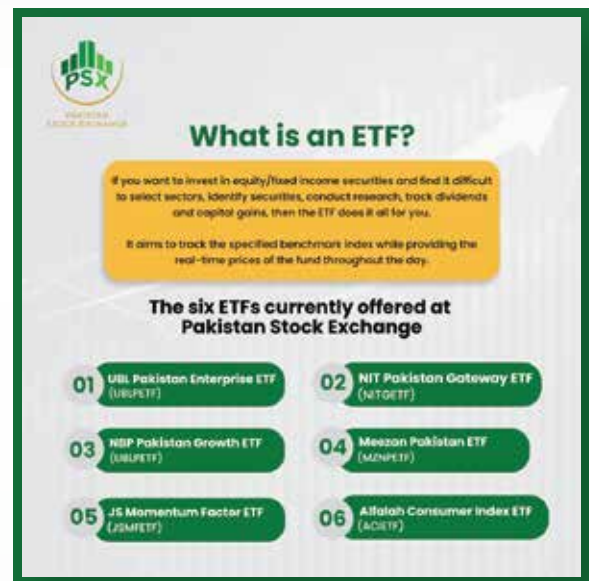 PSX
PAKISTAN
STOCK EXCHANGE
What is an ETF?
If you want to invest in equity/fixed income securities and find it difficult
to select sectors, identify securities, conduct research, track dividends
and capital gains, then the ETF does it all for you.
It aims to track the specified benchmark index while providing the
real-time prices of the fund throughout the day.
The six ETFs currently offered at
Pakistan Stock Exchange
01 UBL Pakistan Enterprise ETF
(UBLPETF)
02 NIT Pakistan Gateway ETF
(NITGETF)
03 NBP Pakistan Growth ETF
(UBLPETF)
04 Meezan Pakistan ETF
(MZNPETF)
05 JS Momentum Factor ETF
(JSMFETF)
06 Alfalah Consumer Index ETF
(ACIETF)